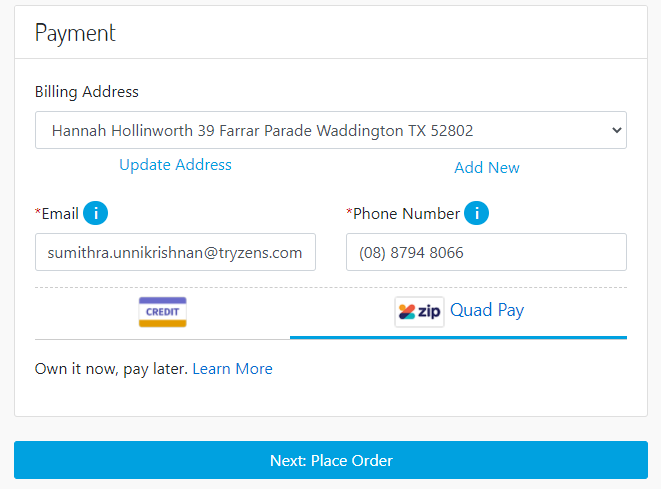 Payment
Billing Address
Hannah Hollinworth 39 Farrar Parade Waddington TX 52802
Update Address Add New
*Email i *Phone Number i
sumithra.unnikrishnan@tryzens.com (08) 8794 8066
CREDIT zip Quad Pay
Own it now, pay later. Learn More
Next: Place Order